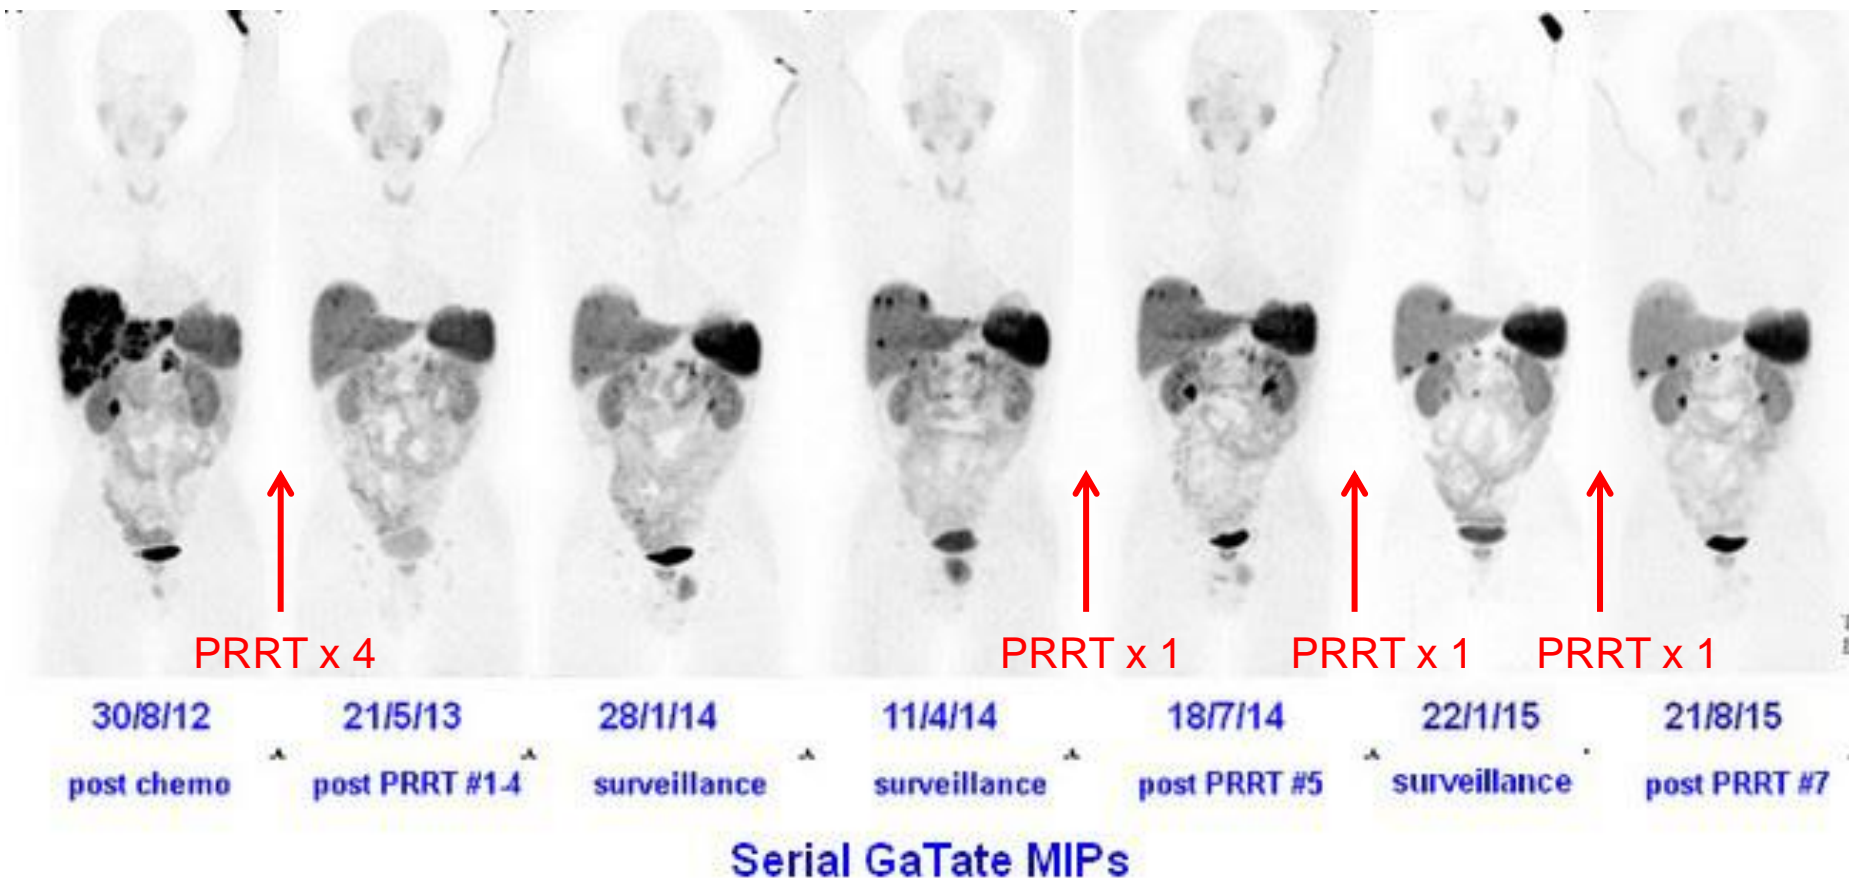 PRRT x 4
PRRT x 1
PRRT x 1
PRRT x 1
30/8/12
21/5/13
28/1/14
11/4/14
18/7/14
22/1/15
21/8/15
post chemo
post PRRT #1-4
surveillance
surveillance
post PRRT #5
surveillance
post PRRT #7
Serial GaTate MIPs